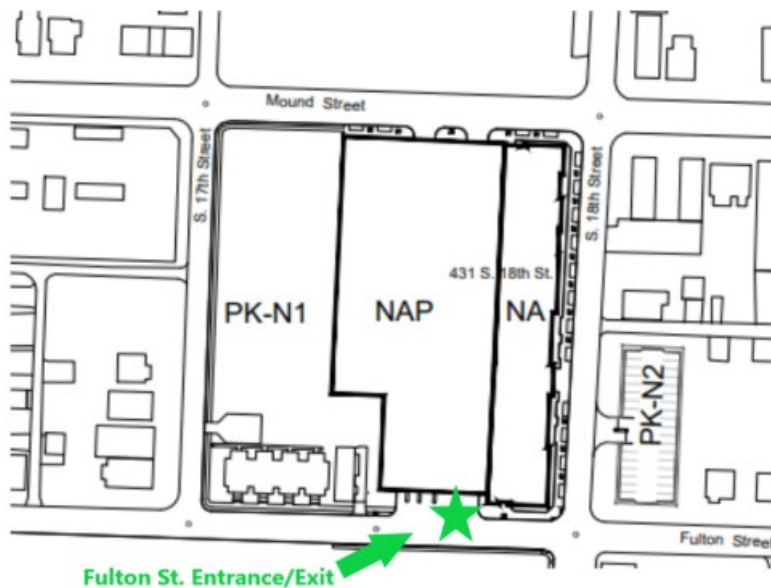 Mound Street
S. 17th Street
S. 18th Street
431 S. 18th St.
PK-N1
NAP
NA
PK-N2
Fulton Street
Fulton St. Entrance/Exit